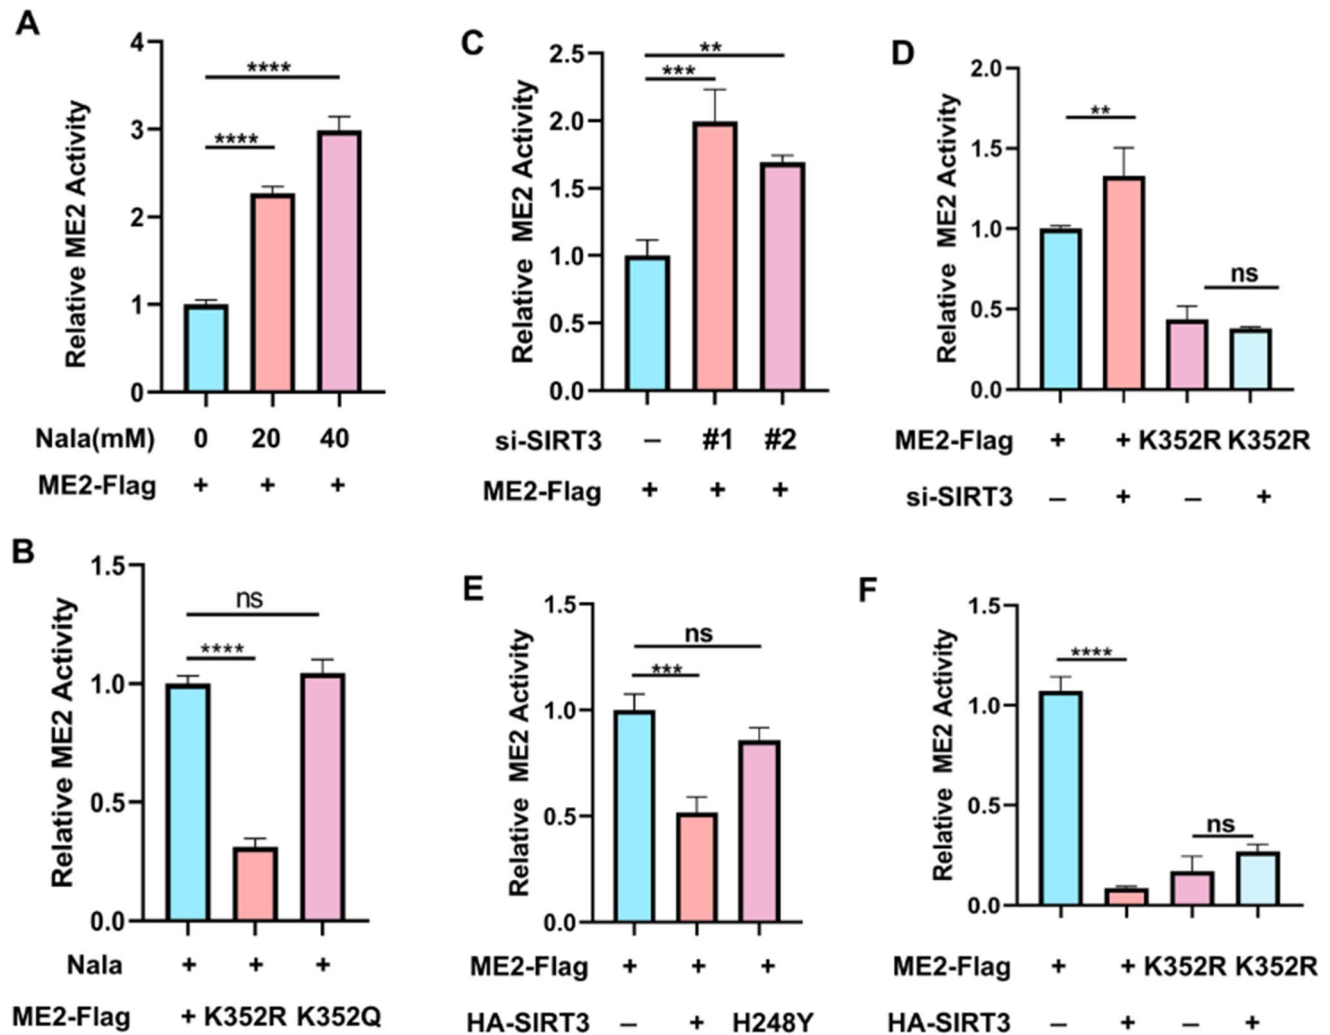 A
Relative ME2 Activity
4
3
2
1
0
****
****
Nala(mM) 0 20 40
ME2-Flag + + +
B
Relative ME2 Activity
1.5
1.0
0.5
0.0
ns
****
Nala + + +
ME2-Flag + K352R K352Q
C
Relative ME2 Activity
2.5
2.0
1.5
1.0
0.5
0.0
**
***
si-SIRT3 – #1 #2
ME2-Flag + + +
D
Relative ME2 Activity
2.0
1.5
1.0
0.5
0.0
**
ns
ME2-Flag + + K352R K352R
si-SIRT3 – + – +
E
Relative ME2 Activity
1.5
1.0
0.5
0.0
ns
***
ME2-Flag + + +
HA-SIRT3 – + H248Y
F
Relative ME2 Activity
1.5
1.0
0.5
0.0
****
ns
ME2-Flag + + K352R K352R
HA-SIRT3 – + – +